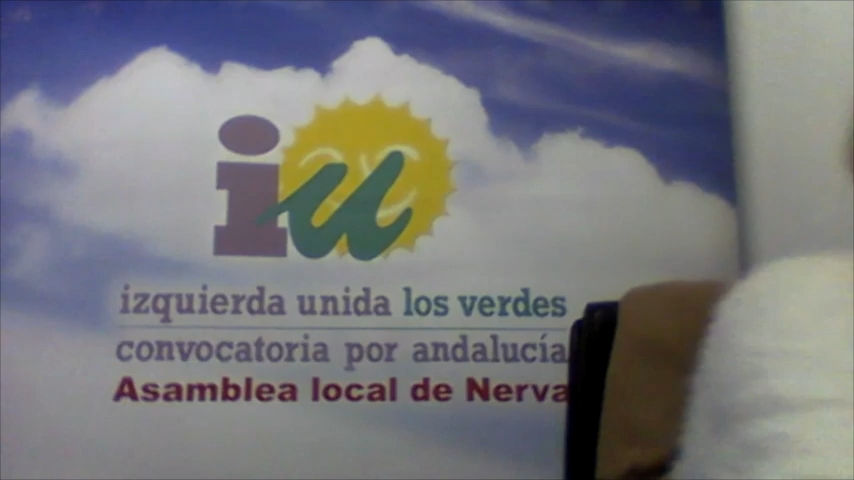 iu
izquierda unida los verdes
convocatoria por andalucía
Asamblea local de Nerva